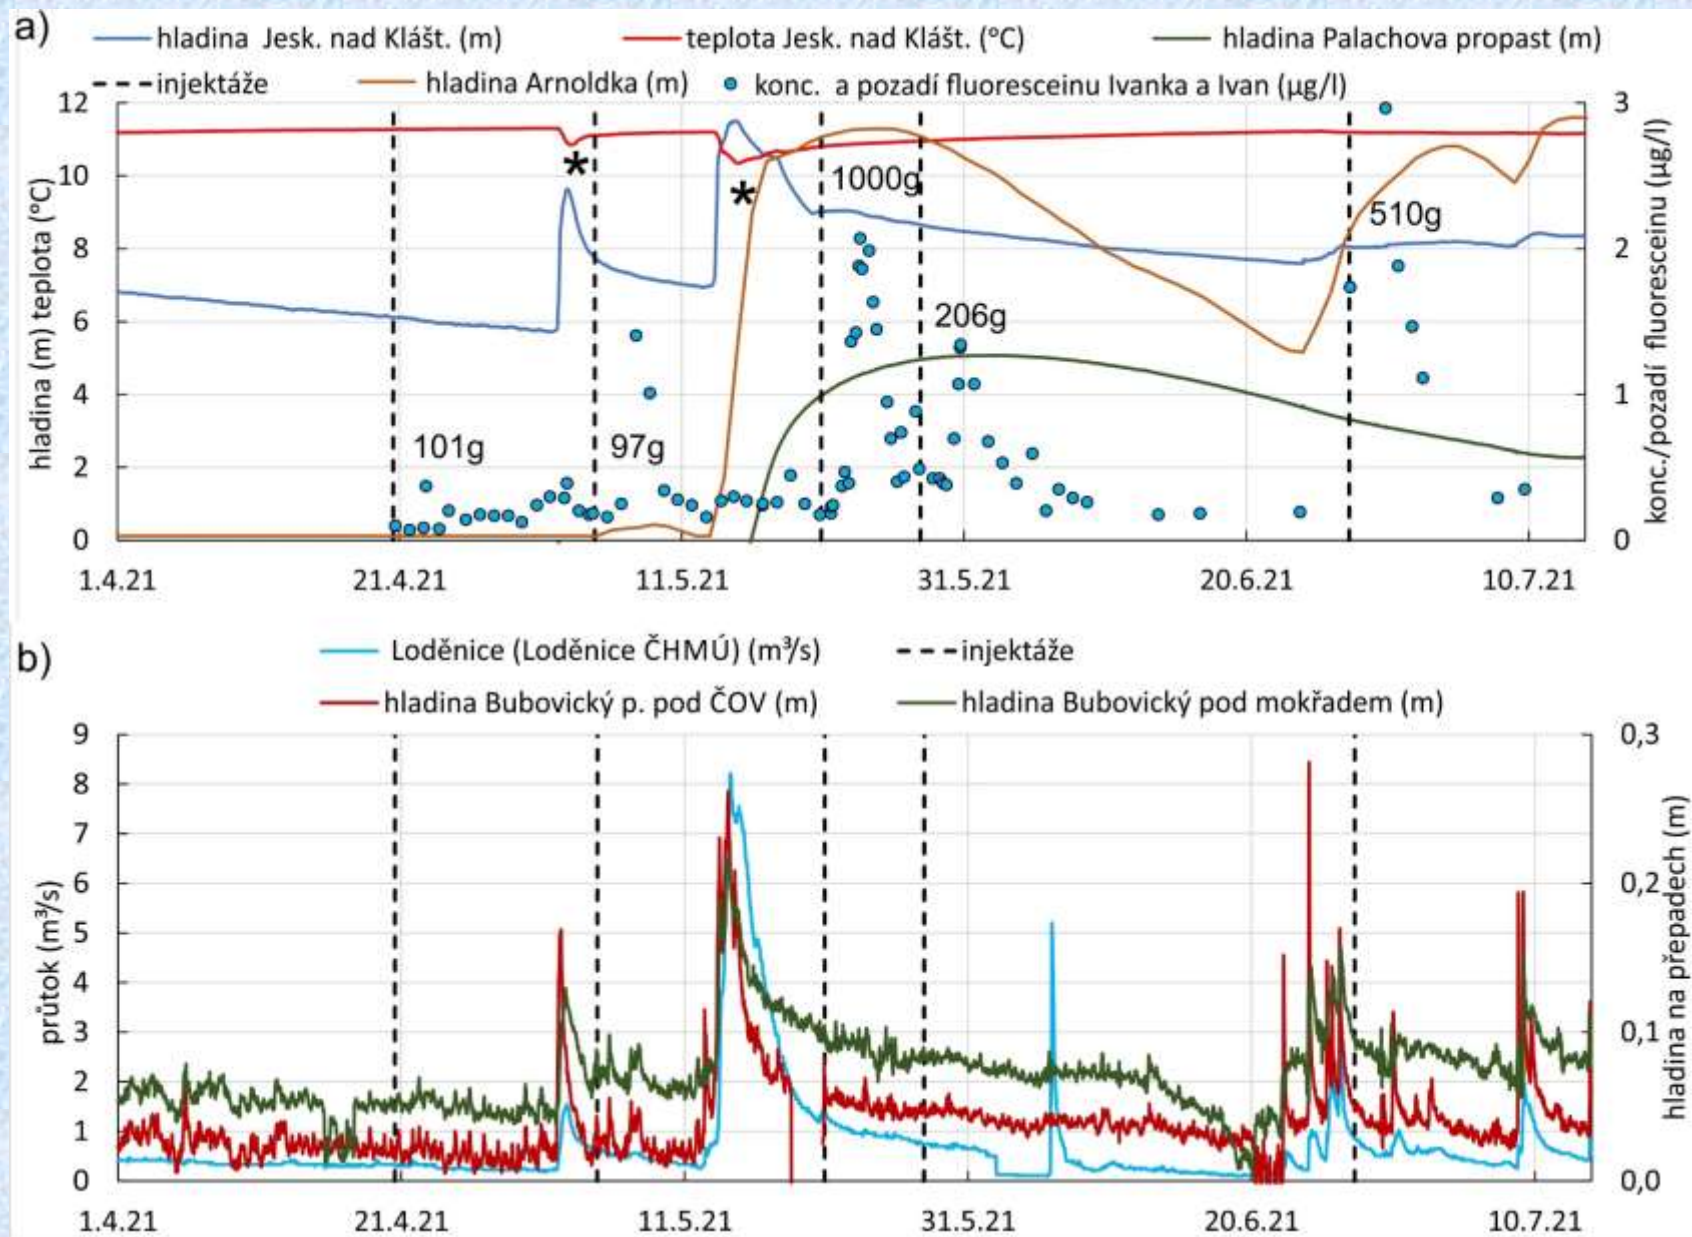 a)
hladina Jesk. nad Klášt. (m) teplota Jesk. nad Klášt. (°C) hladina Palachova propast (m)
injektáže hladina Arnoldka (m) konc. a pozadí fluoresceinu Ivanka a Ivan (µg/l)
hladina (m) teplota (°C)
12
10
8
6
4
2
0
101g
*
97g
*
1000g
206g
510g
3
2
1
0
konc./pozadí fluoresceinu (µg/l)
1.4.21 21.4.21 11.5.21 31.5.21 20.6.21 10.7.21
b)
Loděnice (Loděnice ČHMÚ) (m³/s) injektáže
hladina Bubovický p. pod ČOV (m) hladina Bubovický pod mokřadem (m)
průtok (m³/s)
9
8
7
6
5
4
3
2
1
0
0,3
0,2
0,1
0,0
hladina na přepadech (m)
1.4.21 21.4.21 11.5.21 31.5.21 20.6.21 10.7.21